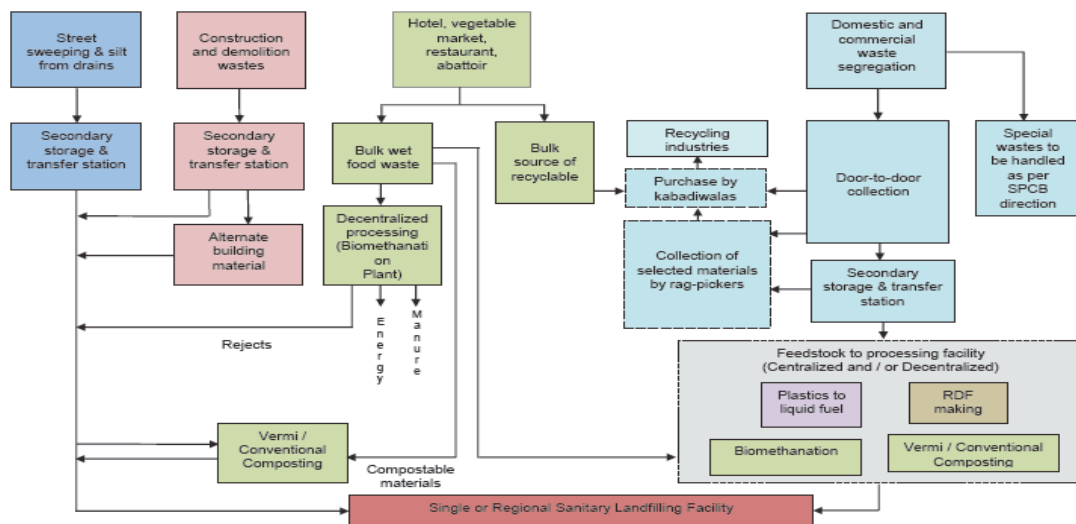 Street
sweeping & silt
from drains
Construction
and demolition
wastes
Hotel, vegetable
market,
restaurant,
abattoir
Domestic and
commercial
waste
segregation
Secondary
storage &
transfer station
Secondary
storage &
transfer station
Bulk wet
food waste
Bulk
source of
recyclable
Recycling
industries
Purchase by
kabadiwalas
Door-to-door
collection
Special
wastes to
be handled
as per
SPCB
direction
Alternate
building
material
Decentralized
processing
(Biomethanati
on
Plant)
Collection of
selected materials
by rag-pickers
Secondary
storage & transfer
station
Rejects
Energy
Manure
Feedstock to processing facility
(Centralized and / or Decentralized)
Plastics to
liquid fuel
RDF
making
Biomethanation
Vermi / Conventional
Composting
Vermi /
Conventional
Composting
Compostable
materials
Single or Regional Sanitary Landfilling Facility